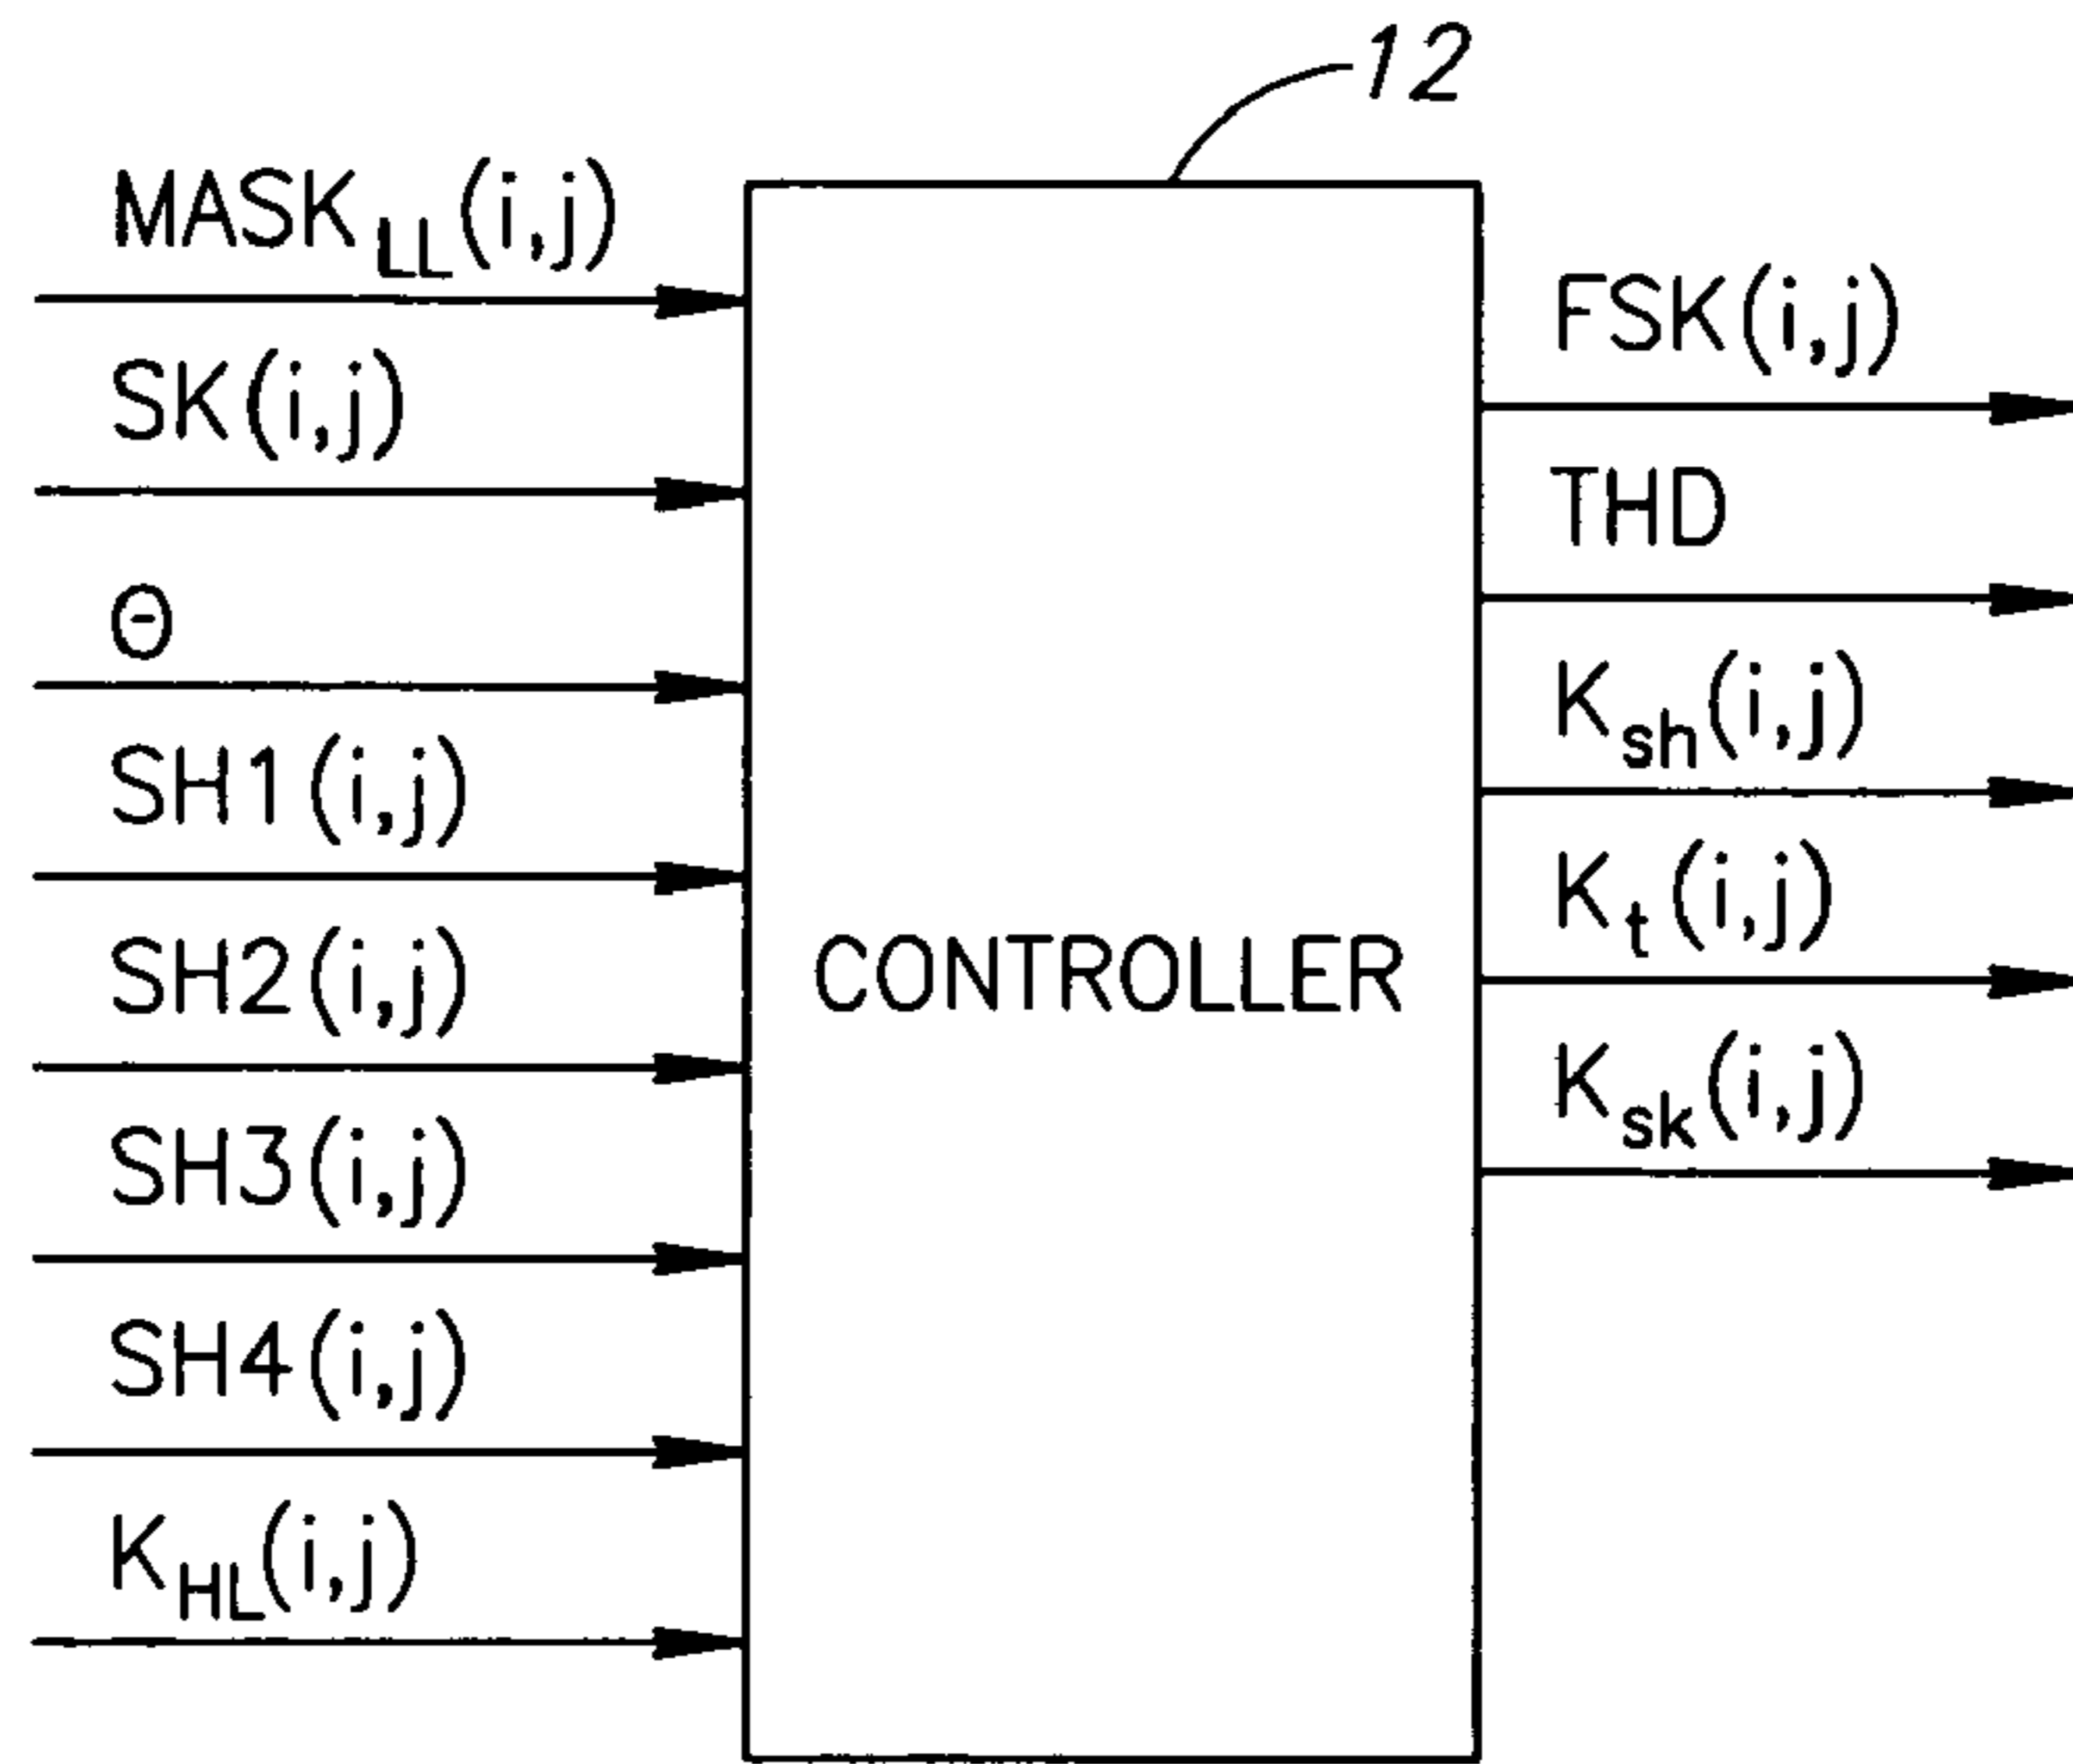 12
MASK_LL(i,j)
SK(i,j)
Θ
SH1(i,j)
SH2(i,j)
SH3(i,j)
SH4(i,j)
K_HL(i,j)
CONTROLLER
FSK(i,j)
THD
K_sh(i,j)
K_t(i,j)
K_sk(i,j)